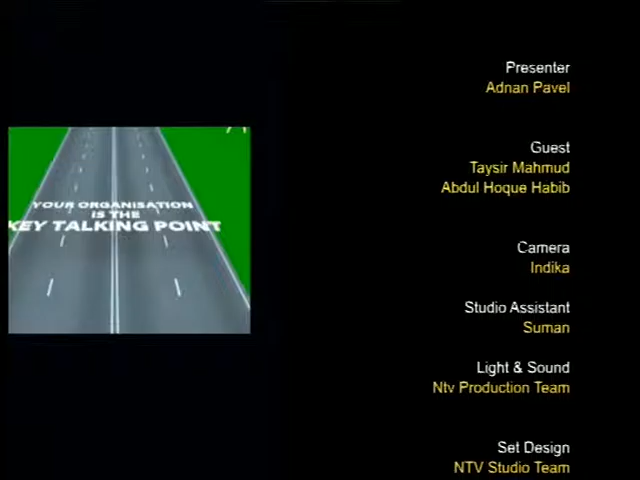 YOUR ORGANISATION
IS THE
KEY TALKING POINT
Presenter
Adnan Pavel
Guest
Taysir Mahmud
Abdul Hoque Habib
Camera
Indika
Studio Assistant
Suman
Light & Sound
Ntv Production Team
Set Design
NTV Studio Team